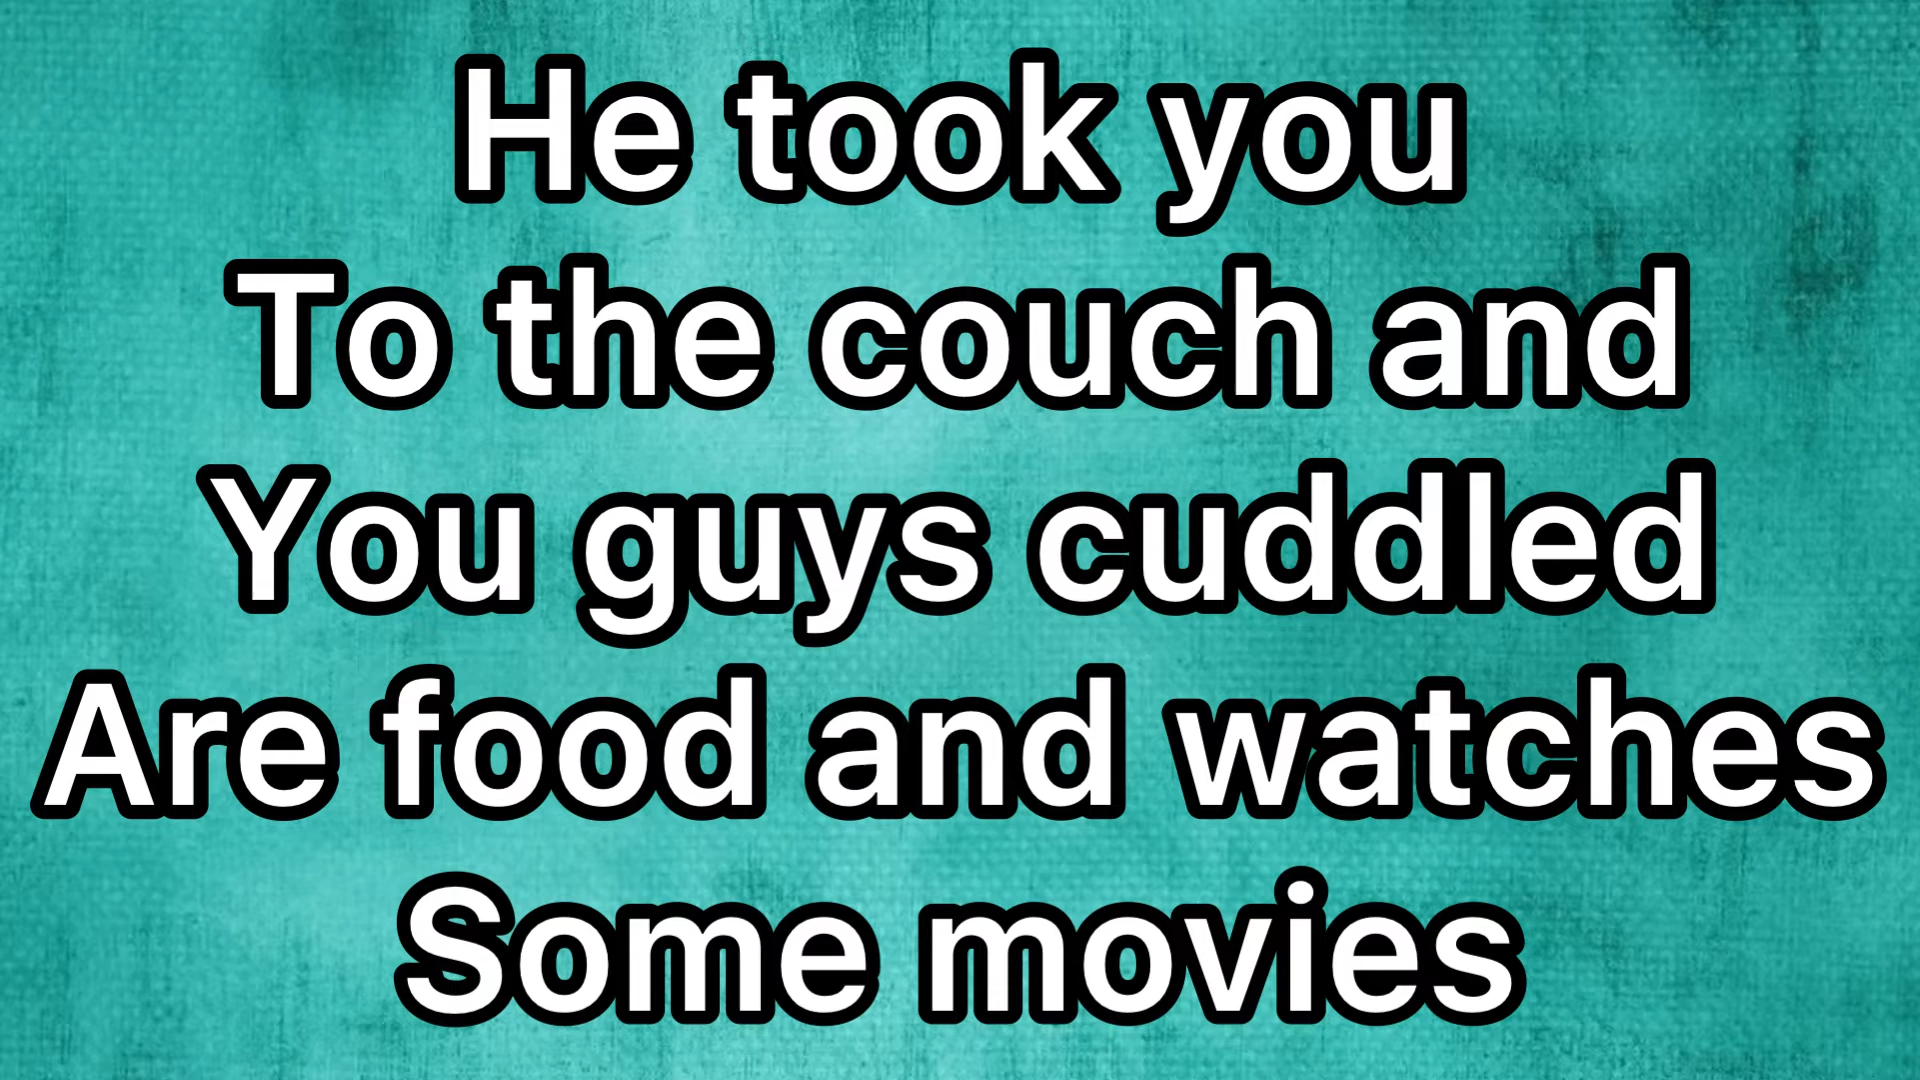 He took you
To the couch and
You guys cuddled
Are food and watches
Some movies